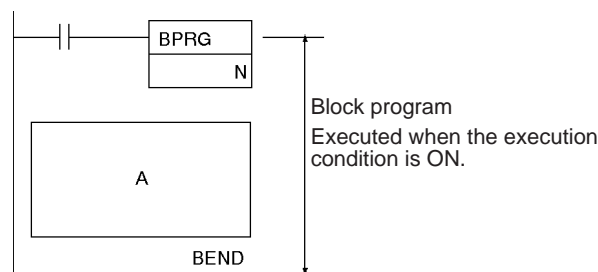 BPRG
N
Block program
Executed when the execution
condition is ON.
A
BEND